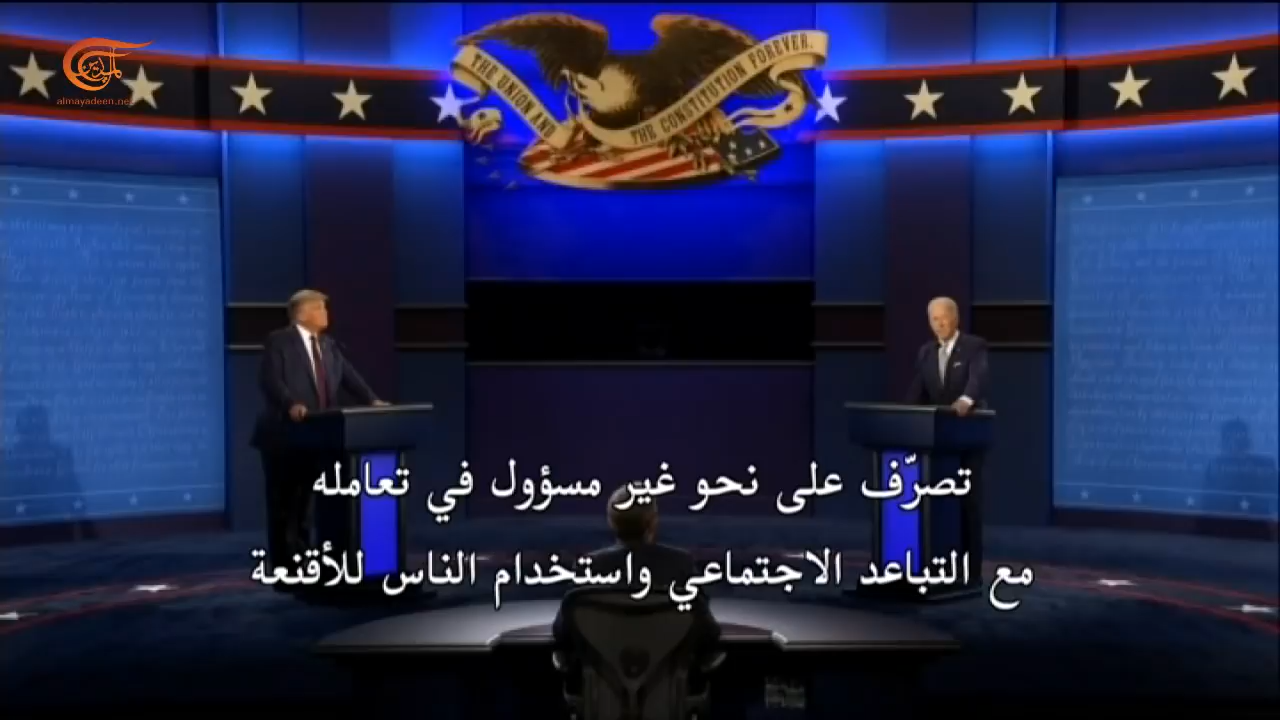 الميادين
almayadeen.net
THE UNION AND
THE CONSTITUTION FOREVER.
تصرّف على نحو غير مسؤول في تعامله
مع التباعد الاجتماعي واستخدام الناس للأقنعة